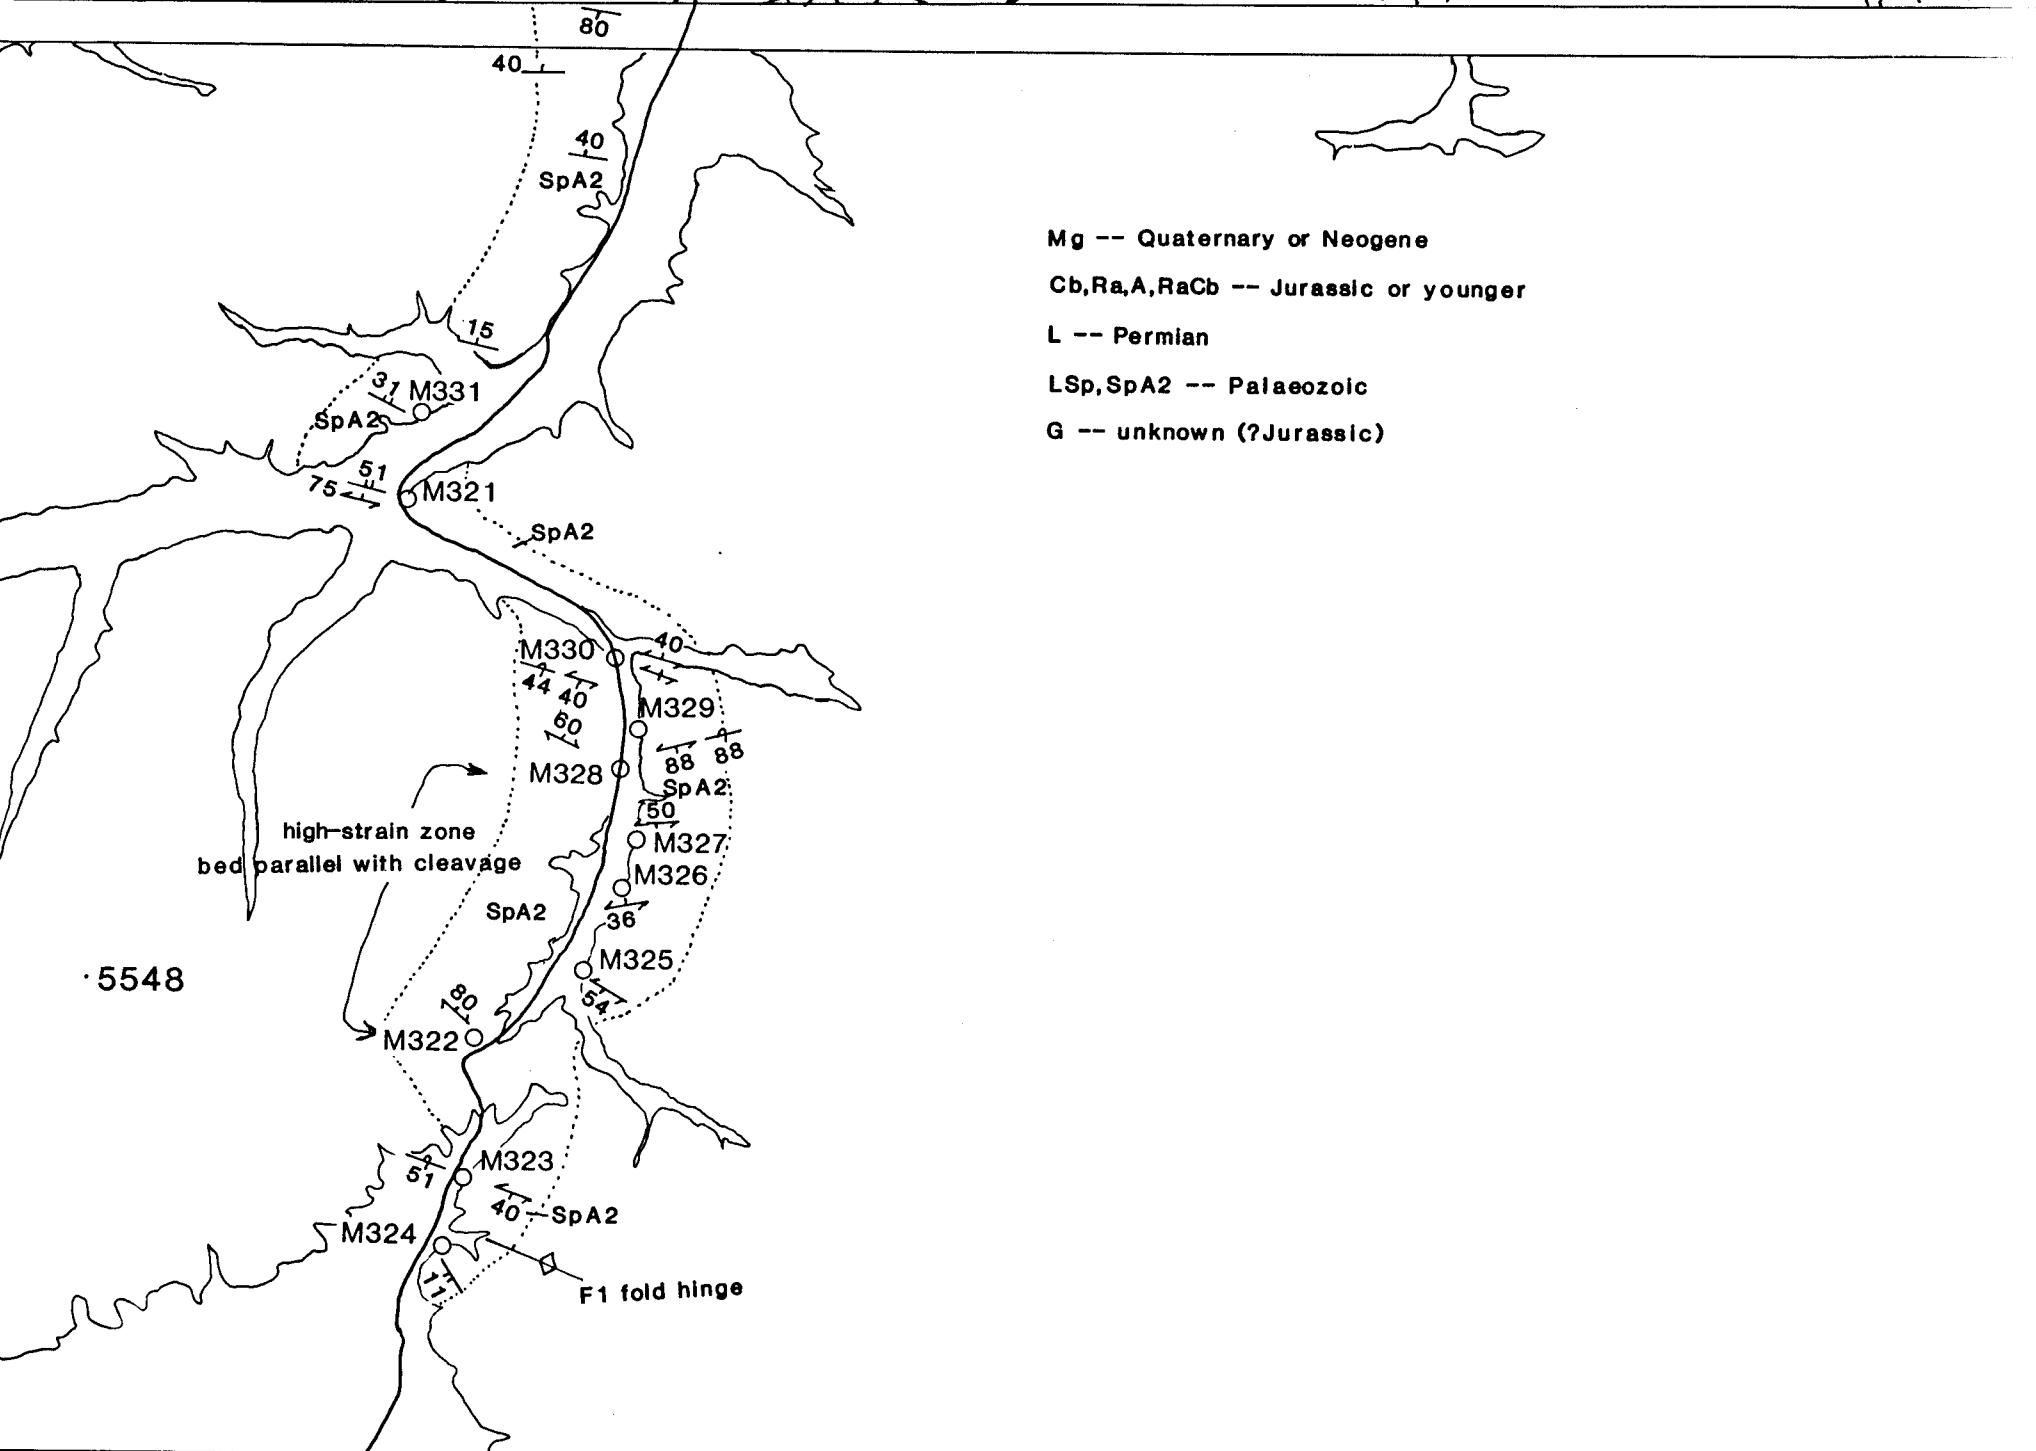 80
40
40
SpA2
Mg -- Quaternary or Neogene
Cb,Ra,A,RaCb -- Jurassic or younger
L -- Permian
LSp,SpA2 -- Palaeozoic
G -- unknown (?Jurassic)
15
31
M331
SpA2
51
75
M321
SpA2
M330
40
44
40
M329
60
88
88
M328
SpA2
50
high-strain zone
bed parallel with cleavage
M327
M326
SpA2
36
M325
·5548
54
80
M322
M323
51
40
SpA2
M324
11
F1 fold hinge